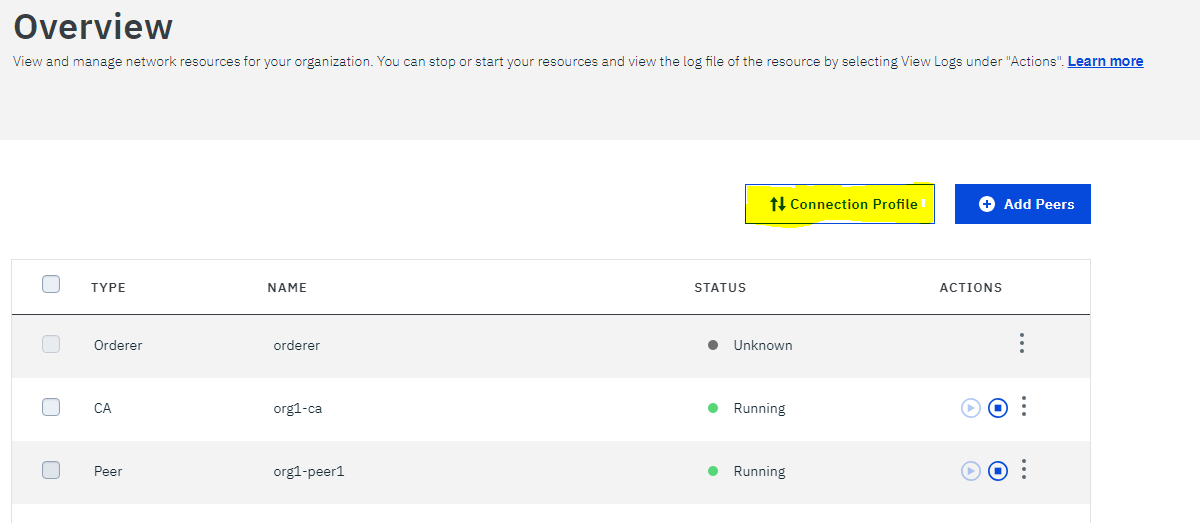 Overview
View and manage network resources for your organization. You can stop or start your resources and view the log file of the resource by selecting View Logs under "Actions". Learn more
Connection Profile
Add Peers
TYPE NAME STATUS ACTIONS
Orderer orderer Unknown
CA org1-ca Running
Peer org1-peer1 Running